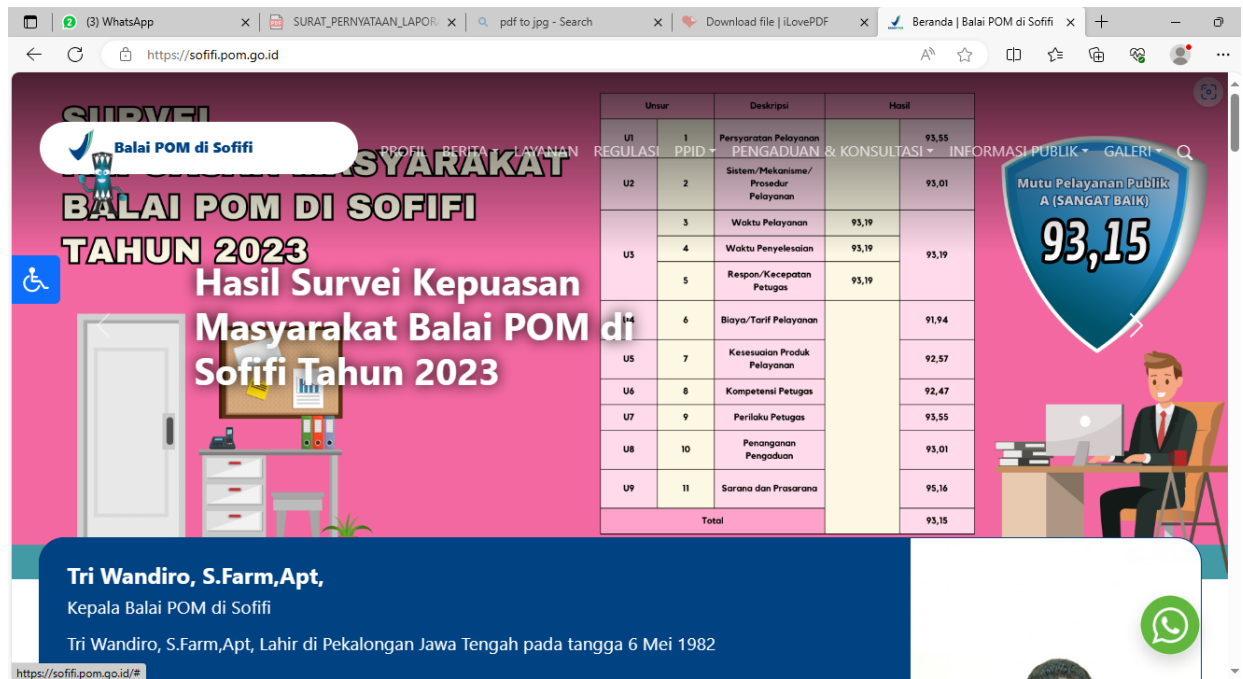 (3) WhatsApp
SURAT_PERNYATAAN_LAPOR
pdf to jpg - Search
Download file | iLovePDF
Beranda | Balai POM di Sofifi
https://sofifi.pom.go.id
SURVEI
MASYARAKAT
BALAI POM DI SOFIFI
TAHUN 2023
Balai POM di Sofifi
PROFIL BERITA LAYANAN REGULASI PPID PENGADUAN & KONSULTASI INFORMASI PUBLIK GALERI
Hasil Survei Kepuasan
Masyarakat Balai POM di
Sofifi Tahun 2023
Unsur Deskripsi Hasil
U1 1 Persyaratan Pelayanan 93,55
U2 2 Sistem/Mekanisme/
Prosedur
Pelayanan 93,01
U3 3 Waktu Pelayanan 93,19 93,19
4 Waktu Penyelesaian 93,19
5 Respon/Kecepatan
Petugas 93,19
6 Biaya/Tarif Pelayanan 91,94
U5 7 Kesesuaian Produk
Pelayanan 92,57
U6 8 Kompetensi Petugas 92,47
U7 9 Perilaku Petugas 93,55
U8 10 Penanganan
Pengaduan 93,01
U9 11 Sarana dan Prasarana 95,16
Total 93,15
Mutu Pelayanan Publik
A (SANGAT BAIK)
93,15
Tri Wandiro, S.Farm,Apt,
Kepala Balai POM di Sofifi
Tri Wandiro, S.Farm,Apt, Lahir di Pekalongan Jawa Tengah pada tangga 6 Mei 1982
https://sofifi.pom.go.id/#